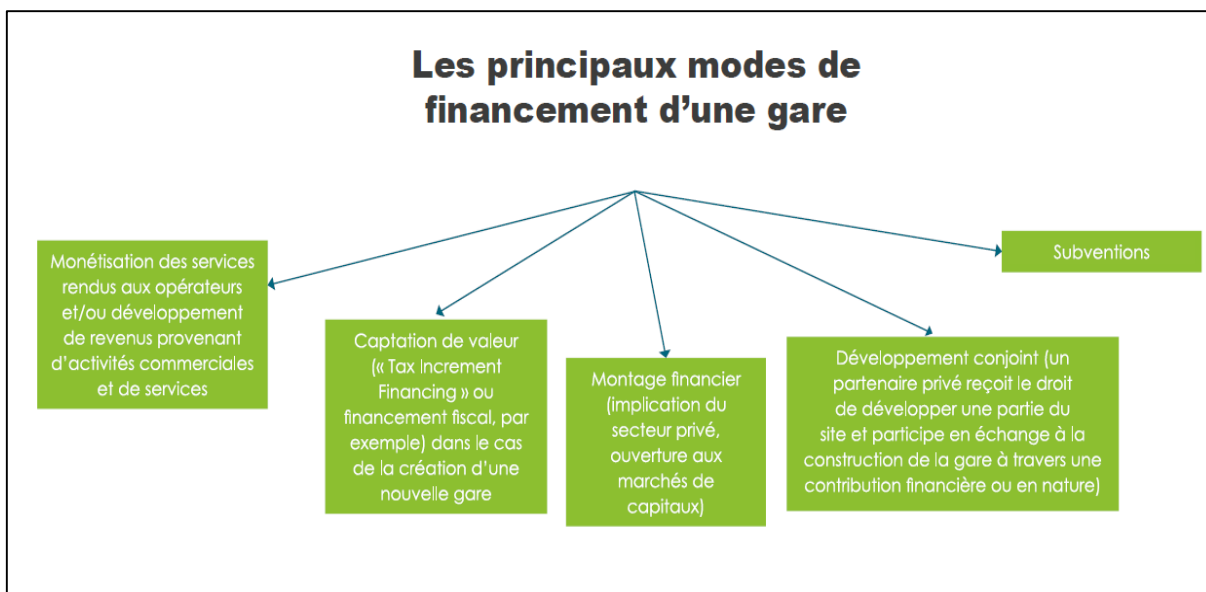 Les principaux modes de
financement d'une gare
Monétisation des services
rendus aux opérateurs
et/ou développement
de revenus provenant
d'activités commerciales
et de services
Captation de valeur
(« Tax Increment
Financing » ou
financement fiscal, par
exemple) dans le cas
de la création d'une
nouvelle gare
Montage financier
(implication du
secteur privé,
ouverture aux
marchés de
capitaux)
Développement conjoint (un
partenaire privé reçoit le droit
de développer une partie du
site et participe en échange à la
construction de la gare à travers une
contribution financière ou en nature)
Subventions